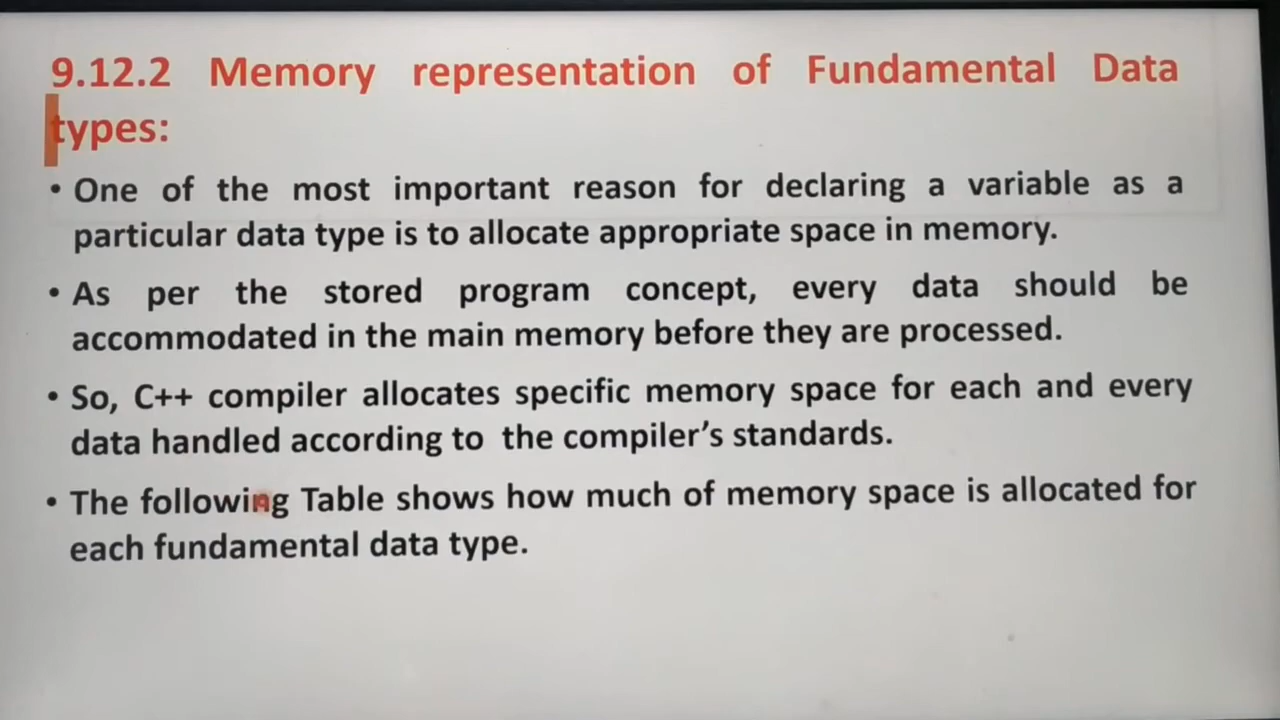 9.12.2 Memory representation of Fundamental Data
types:
• One of the most important reason for declaring a variable as a
particular data type is to allocate appropriate space in memory.
• As per the stored program concept, every data should be
accommodated in the main memory before they are processed.
• So, C++ compiler allocates specific memory space for each and every
data handled according to the compiler's standards.
• The following Table shows how much of memory space is allocated for
each fundamental data type.